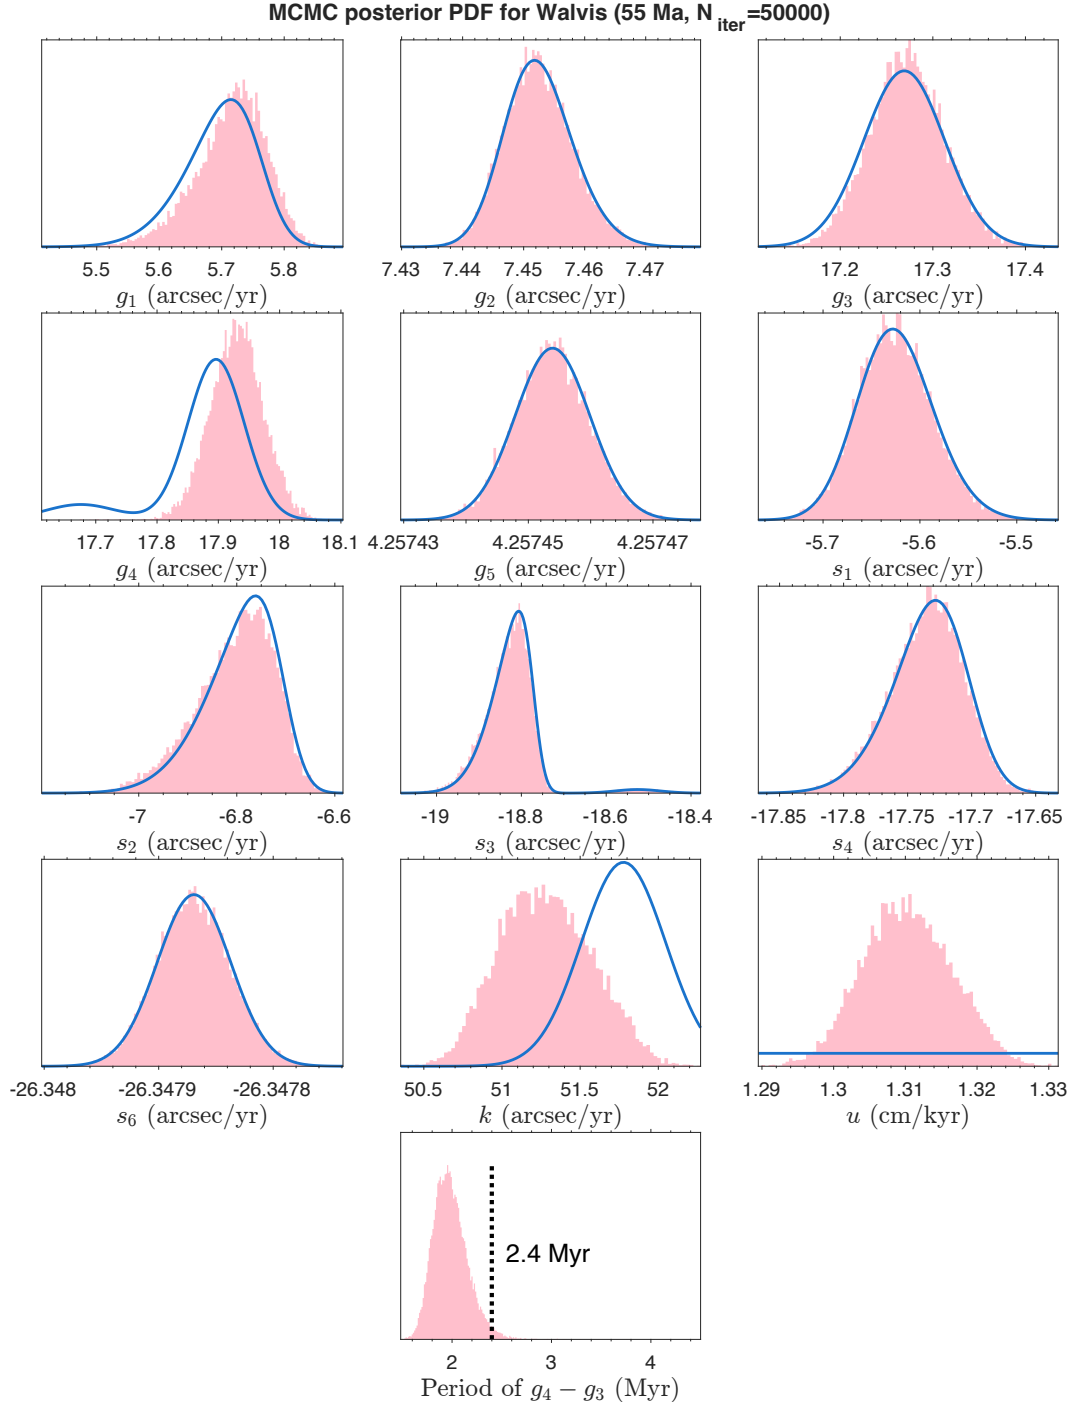 MCMC posterior PDF for Walvis (55 Ma, N_iter=50000)
5.5 5.6 5.7 5.8
g1 (arcsec/yr)
7.43 7.44 7.45 7.46 7.47
g2 (arcsec/yr)
17.2 17.3 17.4
g3 (arcsec/yr)
17.7 17.8 17.9 18 18.1
g4 (arcsec/yr)
4.25743 4.25745 4.25747
g5 (arcsec/yr)
-5.7 -5.6 -5.5
s1 (arcsec/yr)
-7 -6.8 -6.6
s2 (arcsec/yr)
-19 -18.8 -18.6 -18.4
s3 (arcsec/yr)
-17.85 -17.8 -17.75 -17.7 -17.65
s4 (arcsec/yr)
-26.348 -26.3479 -26.3478
s6 (arcsec/yr)
50.5 51 51.5 52
k (arcsec/yr)
1.29 1.3 1.31 1.32 1.33
u (cm/kyr)
2.4 Myr
2 3 4
Period of g4 − g3 (Myr)